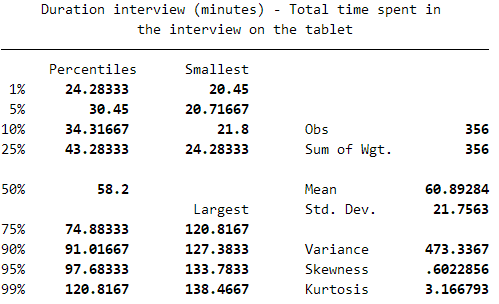 Duration interview (minutes) - Total time spent in
the interview on the tablet
Percentiles Smallest
1% 24.28333 20.45
5% 30.45 20.71667
10% 34.31667 21.8 Obs 356
25% 43.28333 24.28333 Sum of Wgt. 356
50% 58.2 Mean 60.89284
Largest Std. Dev. 21.7563
75% 74.88333 120.8167
90% 91.01667 127.3833 Variance 473.3367
95% 97.68333 133.7833 Skewness .6022856
99% 120.8167 138.4667 Kurtosis 3.166793